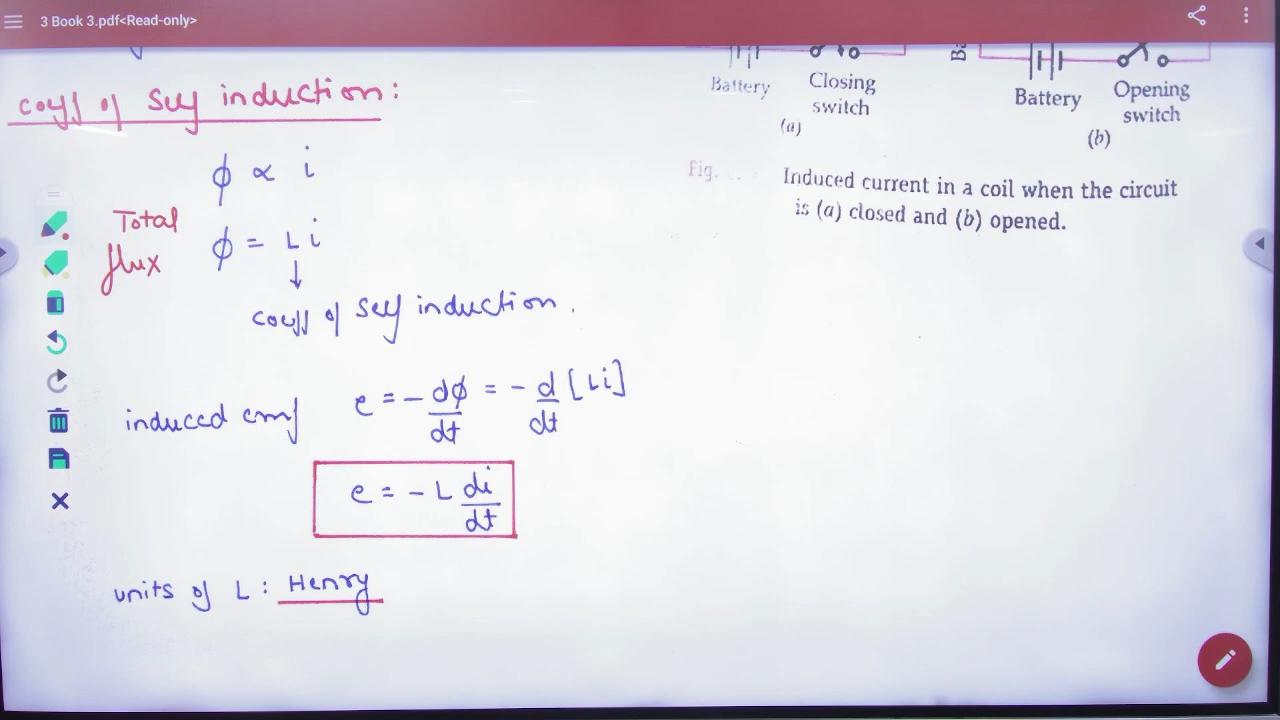 3 Book 3.pdf<Read-only>
coeff of self induction:
φ ∝ i
Total flux
φ = Li
↓
coeff of self induction.
induced emf e = -dφ/dt = -d/dt [Li]
e = -L di/dt
units of L: Henry
Battery
Closing
switch
(a)
Battery
Opening
switch
(b)
Fig.
Induced current in a coil when the circuit
is (a) closed and (b) opened.